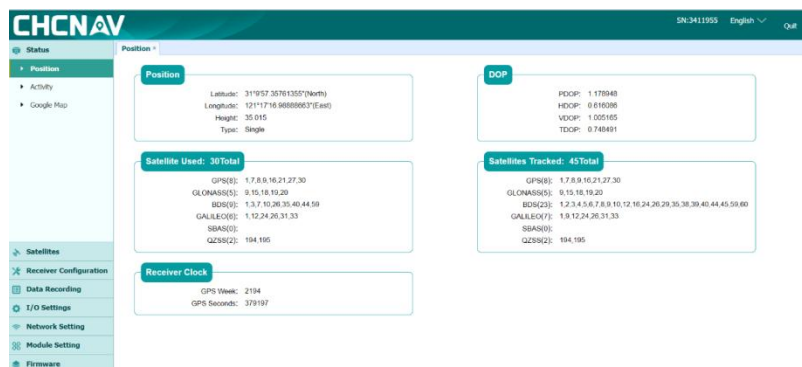 CHCNAV
SN:3411955 English Quit
Status
Position
Activity
Google Map
Satellites
Receiver Configuration
Data Recording
I/O Settings
Network Setting
Module Setting
Firmware
Position ×
Position
Latitude: 31°9'57.35761355"(North)
Longitude: 121°17'16.98888663"(East)
Height: 35.015
Type: Single
DOP
PDOP: 1.178948
HDOP: 0.616086
VDOP: 1.005165
TDOP: 0.748491
Satellite Used: 30Total
GPS(8): 1,7,8,9,16,21,27,30
GLONASS(5): 9,15,18,19,20
BDS(9): 1,3,7,10,26,35,40,44,59
GALILEO(6): 1,12,24,26,31,33
SBAS(0):
QZSS(2): 194,195
Satellites Tracked: 45Total
GPS(8): 1,7,8,9,16,21,27,30
GLONASS(5): 9,15,18,19,20
BDS(23): 1,2,3,4,5,6,7,8,9,10,12,16,24,26,29,35,38,39,40,44,45,59,60
GALILEO(7): 1,9,12,24,26,31,33
SBAS(0):
QZSS(2): 194,195
Receiver Clock
GPS Week: 2194
GPS Seconds: 379197